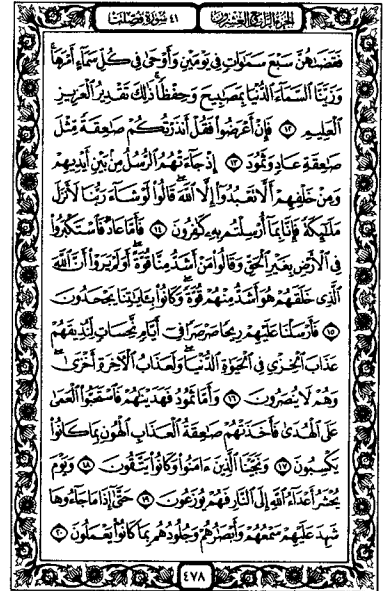 الجزء الرابع والعشرون ٤١ سورة فصلت
فَقَضَىٰهُنَّ سَبْعَ سَمَٰوَاتٍ فِى يَوْمَيْنِ وَأَوْحَىٰ فِى كُلِّ سَمَآءٍ أَمْرَهَا
وَزَيَّنَّا ٱلسَّمَآءَ ٱلدُّنْيَا بِمَصَٰبِيحَ وَحِفْظًا ذَٰلِكَ تَقْدِيرُ ٱلْعَزِيزِ
ٱلْعَلِيمِ ١٢ فَإِنْ أَعْرَضُوا۟ فَقُلْ أَنذَرْتُكُمْ صَٰعِقَةً مِّثْلَ
صَٰعِقَةِ عَادٍ وَثَمُودَ ١٣ إِذْ جَآءَتْهُمُ ٱلرُّسُلُ مِنۢ بَيْنِ أَيْدِيهِمْ
وَمِنْ خَلْفِهِمْ أَلَّا تَعْبُدُوٓا۟ إِلَّا ٱللَّهَ قَالُوا۟ لَوْ شَآءَ رَبُّنَا لَأَنزَلَ
مَلَٰٓئِكَةً فَإِنَّا بِمَآ أُرْسِلْتُم بِهِۦ كَٰفِرُونَ ١٤ فَأَمَّا عَادٌ فَٱسْتَكْبَرُوا۟
فِى ٱلْأَرْضِ بِغَيْرِ ٱلْحَقِّ وَقَالُوا۟ مَنْ أَشَدُّ مِنَّا قُوَّةً أَوَلَمْ يَرَوْا۟ أَنَّ ٱللَّهَ
ٱلَّذِى خَلَقَهُمْ هُوَ أَشَدُّ مِنْهُمْ قُوَّةً وَكَانُوا۟ بِـَٔايَٰتِنَا يَجْحَدُونَ
١٥ فَأَرْسَلْنَا عَلَيْهِمْ رِيحًا صَرْصَرًا فِىٓ أَيَّامٍ نَّحِسَاتٍ لِّنُذِيقَهُمْ
عَذَابَ ٱلْخِزْىِ فِى ٱلْحَيَوٰةِ ٱلدُّنْيَا وَلَعَذَابُ ٱلْءَاخِرَةِ أَخْزَىٰ
وَهُمْ لَا يُنصَرُونَ ١٦ وَأَمَّا ثَمُودُ فَهَدَيْنَٰهُمْ فَٱسْتَحَبُّوا۟ ٱلْعَمَىٰ
عَلَى ٱلْهُدَىٰ فَأَخَذَتْهُمْ صَٰعِقَةُ ٱلْعَذَابِ ٱلْهُونِ بِمَا كَانُوا۟
يَكْسِبُونَ ١٧ وَنَجَّيْنَا ٱلَّذِينَ ءَامَنُوا۟ وَكَانُوا۟ يَتَّقُونَ ١٨ وَيَوْمَ
يُحْشَرُ أَعْدَآءُ ٱللَّهِ إِلَى ٱلنَّارِ فَهُمْ يُوزَعُونَ ١٩ حَتَّىٰٓ إِذَا مَا جَآءُوهَا
شَهِدَ عَلَيْهِمْ سَمْعُهُمْ وَأَبْصَٰرُهُمْ وَجُلُودُهُم بِمَا كَانُوا۟ يَعْمَلُونَ ٢٠
٤٧٨